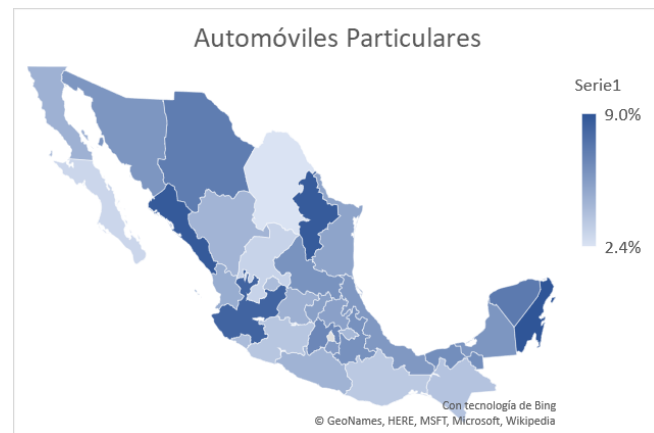 Automóviles Particulares
Serie1
9.0%
2.4%
Con tecnología de Bing
© GeoNames, HERE, MSFT, Microsoft, Wikipedia